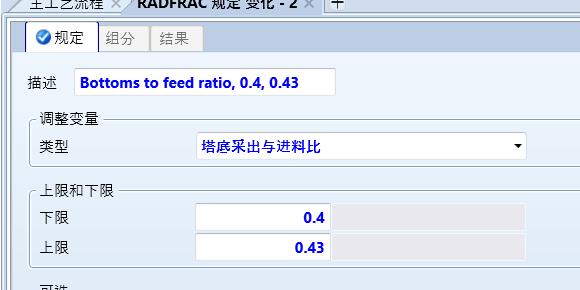 主工艺流程 × RADFRAC 规定 变化 - 2 × +
规定 组分 结果
描述 Bottoms to feed ratio, 0.4, 0.43
调整变量
类型 塔底采出与进料比
上限和下限
下限 0.4
上限 0.43
可选